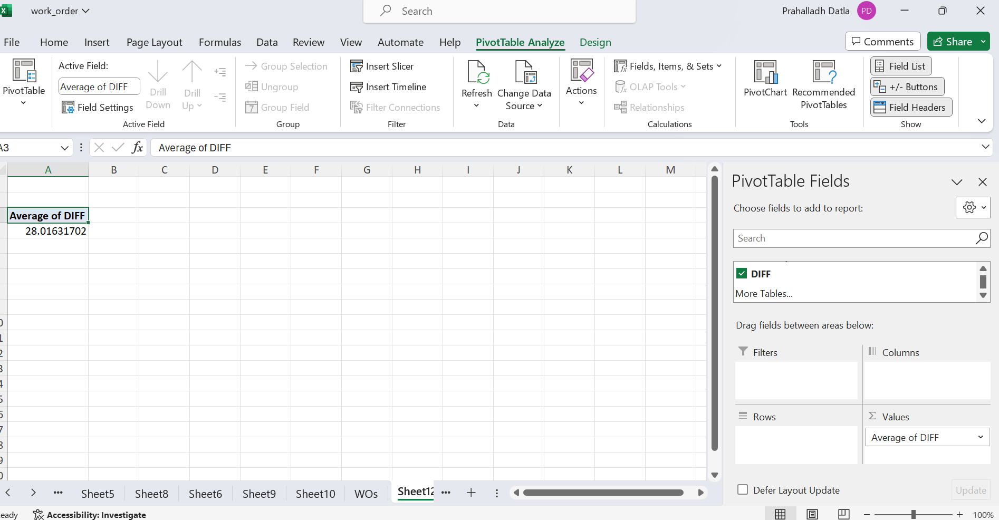 work_order
Search
Prahalladh Datla
PD
File Home Insert Page Layout Formulas Data Review View Automate Help PivotTable Analyze Design
Comments
Share
PivotTable
Active Field:
Average of DIFF
Field Settings
Drill Down
Drill Up
Active Field
Group Selection
Ungroup
7 Group Field
Group
Insert Slicer
Insert Timeline
Filter Connections
Filter
Refresh
Change Data Source
Data
Actions
Fields, Items, & Sets
OLAP Tools
Relationships
Calculations
PivotChart
Recommended PivotTables
Tools
Field List
+/- Buttons
Field Headers
Show
A3
fx
Average of DIFF
A B C D E F G H I J K L M
Average of DIFF
28.01631702
PivotTable Fields
Choose fields to add to report:
Search
DIFF
More Tables...
Drag fields between areas below:
Filters
Columns
Rows
Σ Values
Average of DIFF
Defer Layout Update
Update
Sheet5 Sheet8 Sheet6 Sheet9 Sheet10 WOs Sheet12
eady
Accessibility: Investigate
100%